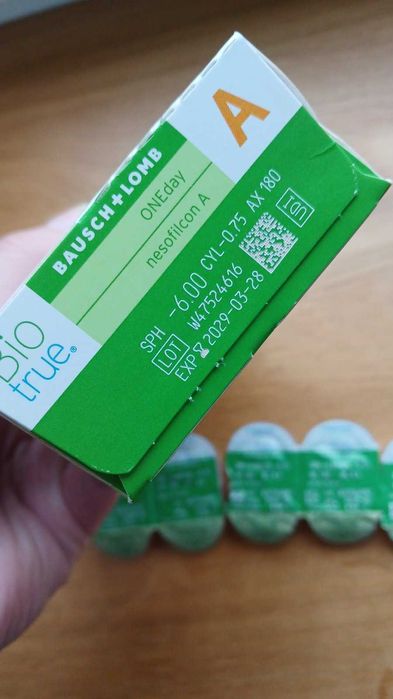 BAUSCH+LOMB
ONEday
nesofilcon A
A
Bio
true®
SPH -6.00 CYL-0.75 AX 180
LOT W47524616
EXP 2029-03-28